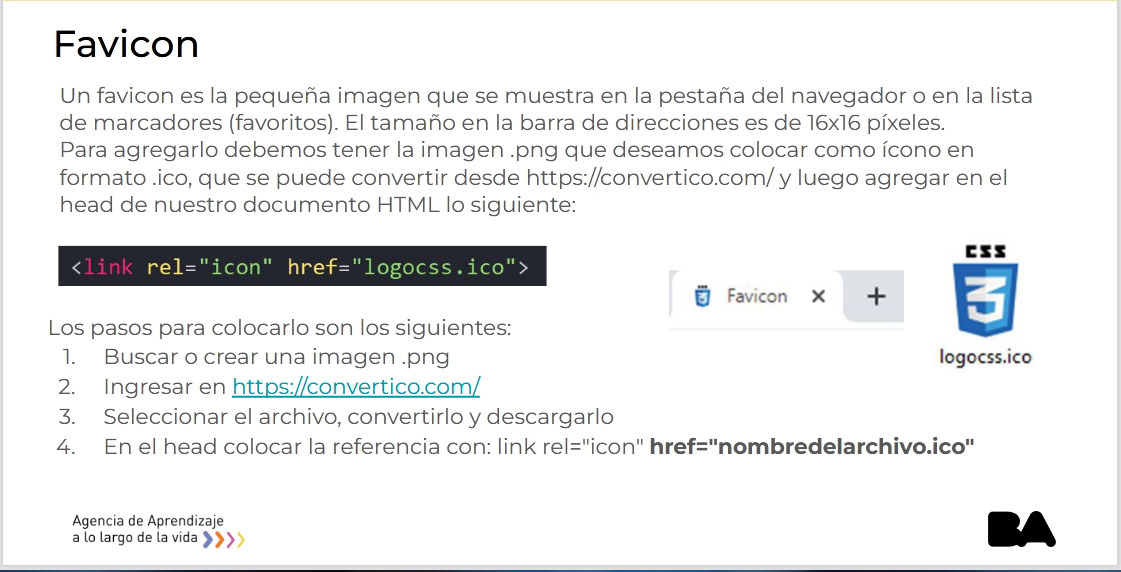 Favicon
Un favicon es la pequeña imagen que se muestra en la pestaña del navegador o en la lista
de marcadores (favoritos). El tamaño en la barra de direcciones es de 16x16 píxeles.
Para agregarlo debemos tener la imagen .png que deseamos colocar como ícono en
formato .ico, que se puede convertir desde https://convertico.com/ y luego agregar en el
head de nuestro documento HTML lo siguiente:
<link rel="icon" href="logocss.ico">
Favicon
CSS
3
logocss.ico
Los pasos para colocarlo son los siguientes:
1. Buscar o crear una imagen .png
2. Ingresar en https://convertico.com/
3. Seleccionar el archivo, convertirlo y descargarlo
4. En el head colocar la referencia con: link rel="icon" href="nombredelarchivo.ico"
Agencia de Aprendizaje
a lo largo de la vida
BA